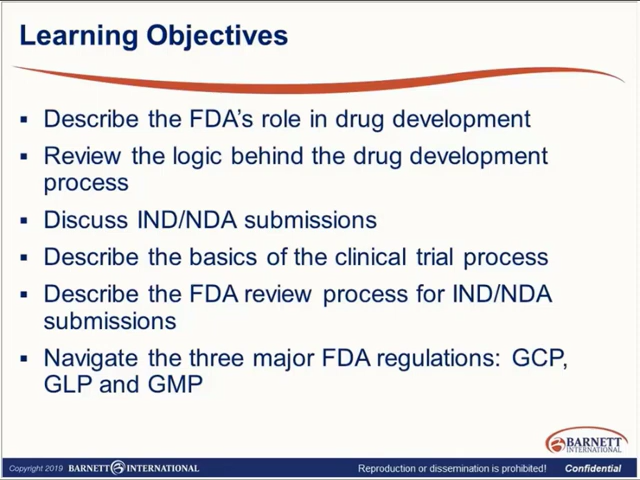 Learning Objectives
▪ Describe the FDA's role in drug development
▪ Review the logic behind the drug development
process
▪ Discuss IND/NDA submissions
▪ Describe the basics of the clinical trial process
▪ Describe the FDA review process for IND/NDA
submissions
▪ Navigate the three major FDA regulations: GCP,
GLP and GMP
BARNETT
INTERNATIONAL
Copyright 2019 BARNETT INTERNATIONAL Reproduction or dissemination is prohibited! Confidential